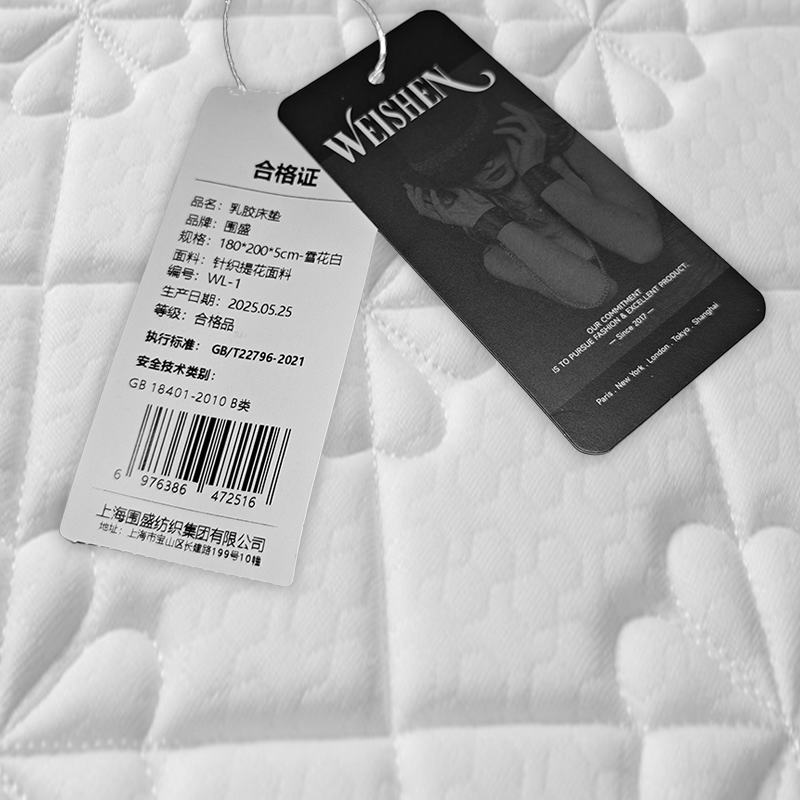 合格证
品名：乳胶床垫
品牌：围盛
规格：180*200*5cm-雪花白
面料：针织提花面料
编号：WL-1
生产日期：2025.05.25
等级：合格品
执行标准：GB/T22796-2021
安全技术类别：
GB 18401-2010 B类
6 976386 472516
上海围盛纺织集团有限公司
地址：上海市宝山区长建路199号10幢
WEISHEN
OUR COMMITMENT
IS TO PURSUE FASHION & EXCELLENT PRODUCT.
— Since 2017 —
Paris . New York . London . Tokyo . Shanghai